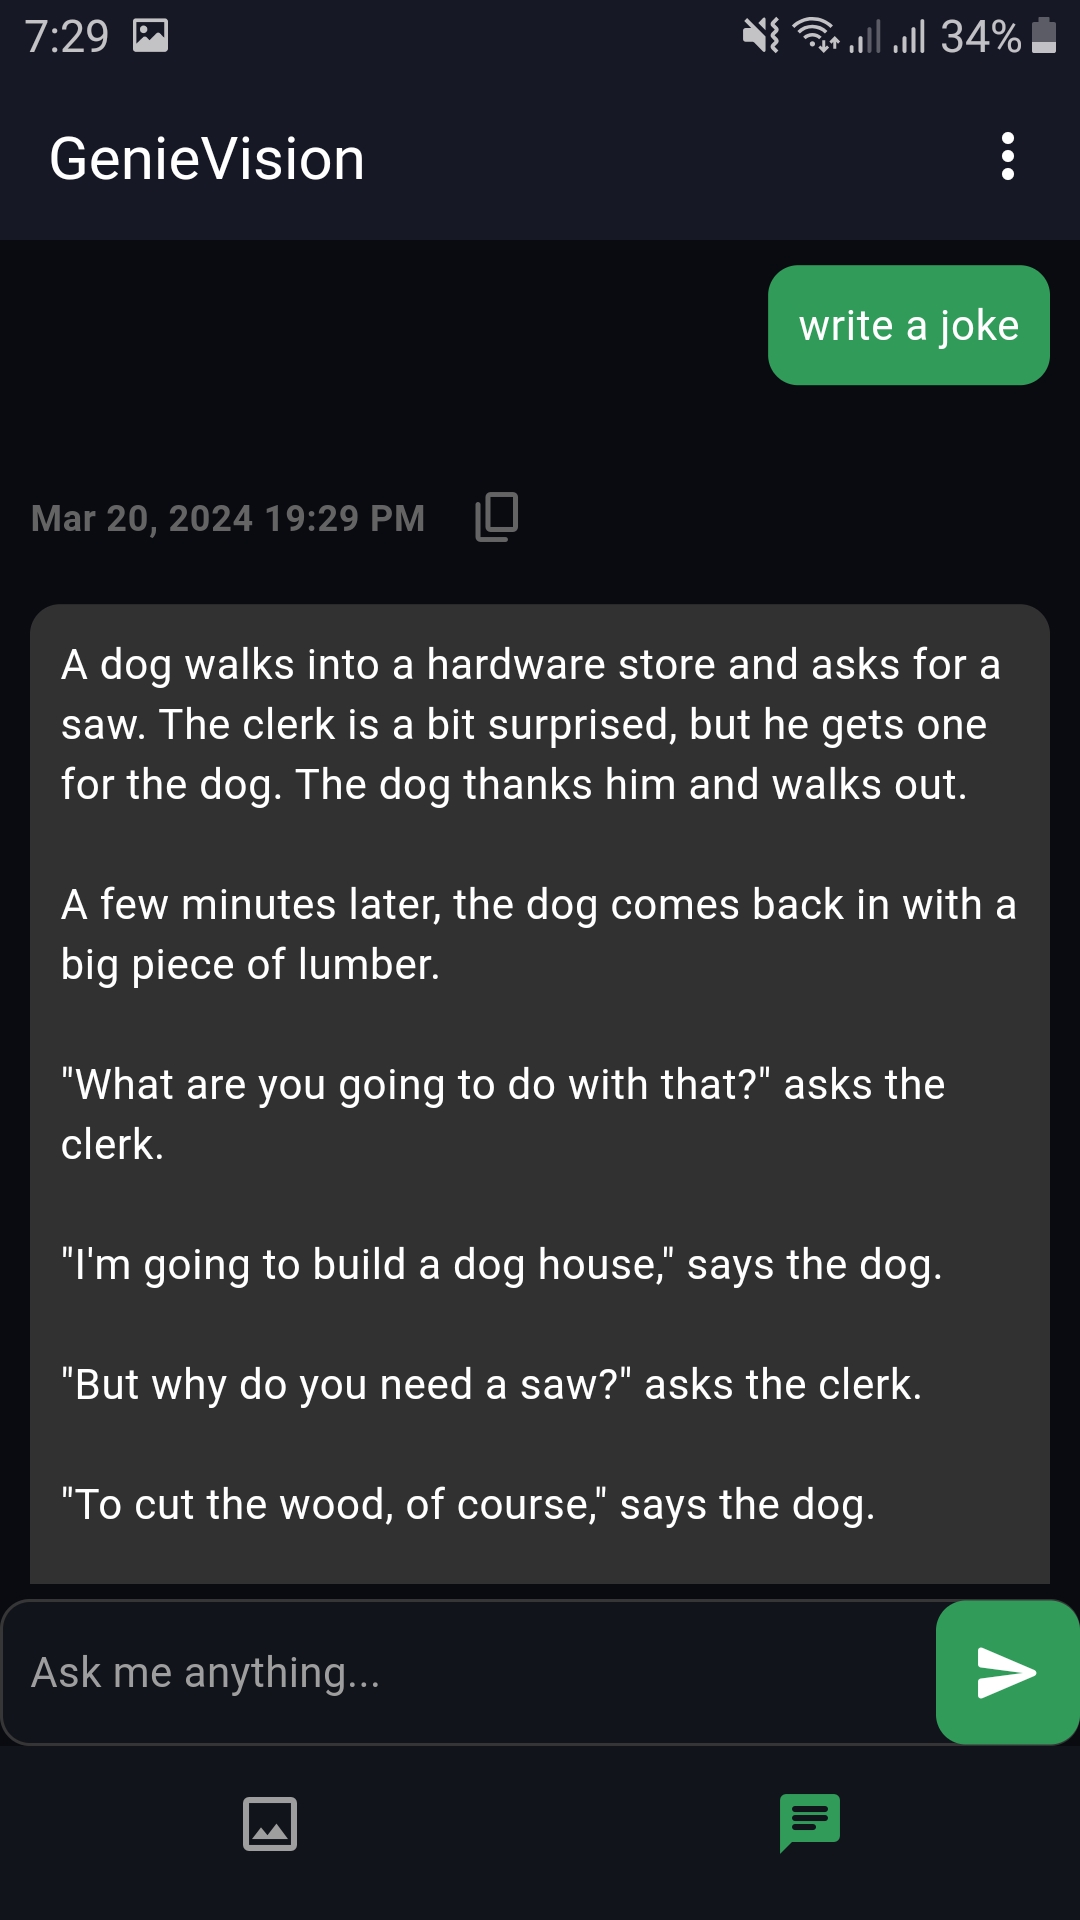 7:29 34%
GenieVision
write a joke
Mar 20, 2024 19:29 PM
A dog walks into a hardware store and asks for a
saw. The clerk is a bit surprised, but he gets one
for the dog. The dog thanks him and walks out.
A few minutes later, the dog comes back in with a
big piece of lumber.
"What are you going to do with that?" asks the
clerk.
"I'm going to build a dog house," says the dog.
"But why do you need a saw?" asks the clerk.
"To cut the wood, of course," says the dog.
Ask me anything...